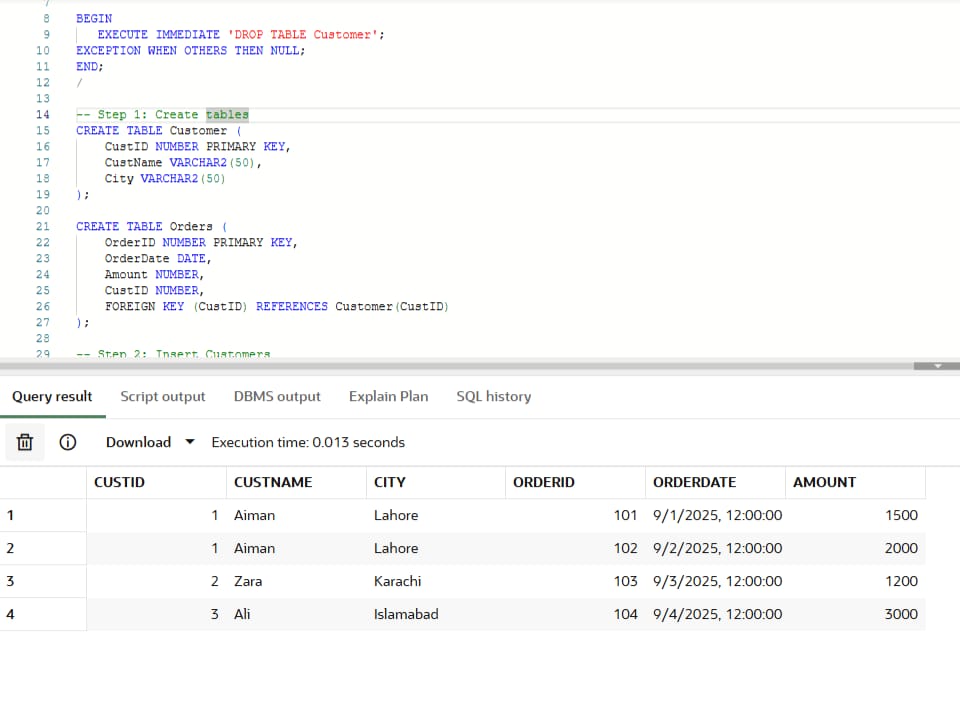 7
8 BEGIN
9 EXECUTE IMMEDIATE 'DROP TABLE Customer';
10 EXCEPTION WHEN OTHERS THEN NULL;
11 END;
12 /
13
14 -- Step 1: Create tables
15 CREATE TABLE Customer (
16 CustID NUMBER PRIMARY KEY,
17 CustName VARCHAR2(50),
18 City VARCHAR2(50)
19 );
20
21 CREATE TABLE Orders (
22 OrderID NUMBER PRIMARY KEY,
23 OrderDate DATE,
24 Amount NUMBER,
25 CustID NUMBER,
26 FOREIGN KEY (CustID) REFERENCES Customer(CustID)
27 );
28
29 -- Step 2: Insert Customers
Query result Script output DBMS output Explain Plan SQL history
Download Execution time: 0.013 seconds
CUSTID CUSTNAME CITY ORDERID ORDERDATE AMOUNT
1 1 Aiman Lahore 101 9/1/2025, 12:00:00 1500
2 1 Aiman Lahore 102 9/2/2025, 12:00:00 2000
3 2 Zara Karachi 103 9/3/2025, 12:00:00 1200
4 3 Ali Islamabad 104 9/4/2025, 12:00:00 3000